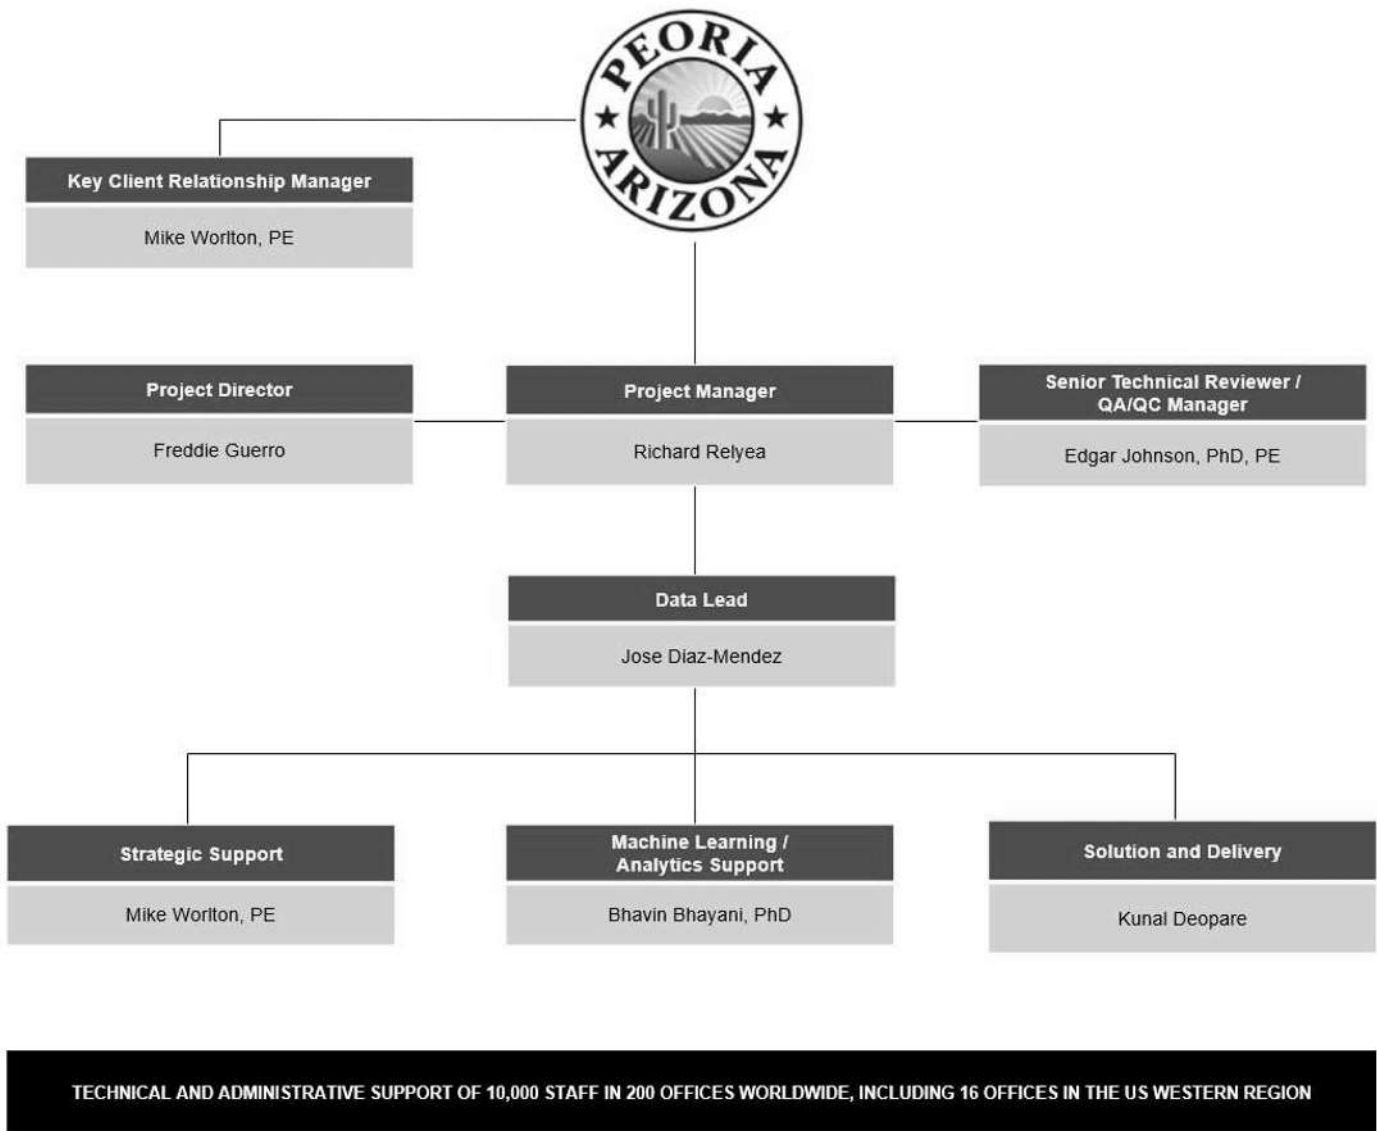 PEORIA
ARIZONA
Key Client Relationship Manager
Mike Worlton, PE
Project Director
Freddie Guerro
Project Manager
Richard Relyea
Senior Technical Reviewer /
QA/QC Manager
Edgar Johnson, PhD, PE
Data Lead
Jose Diaz-Mendez
Strategic Support
Mike Worlton, PE
Machine Learning /
Analytics Support
Bhavin Bhayani, PhD
Solution and Delivery
Kunal Deopare
TECHNICAL AND ADMINISTRATIVE SUPPORT OF 10,000 STAFF IN 200 OFFICES WORLDWIDE, INCLUDING 16 OFFICES IN THE US WESTERN REGION